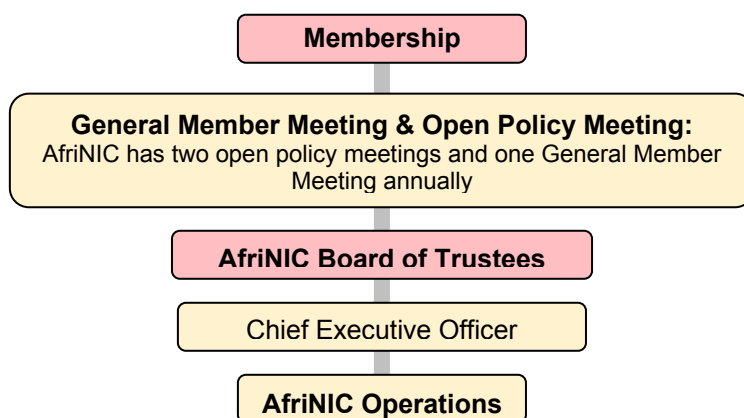 Membership
General Member Meeting & Open Policy Meeting:
AfriNIC has two open policy meetings and one General Member
Meeting annually
AfriNIC Board of Trustees
Chief Executive Officer
AfriNIC Operations